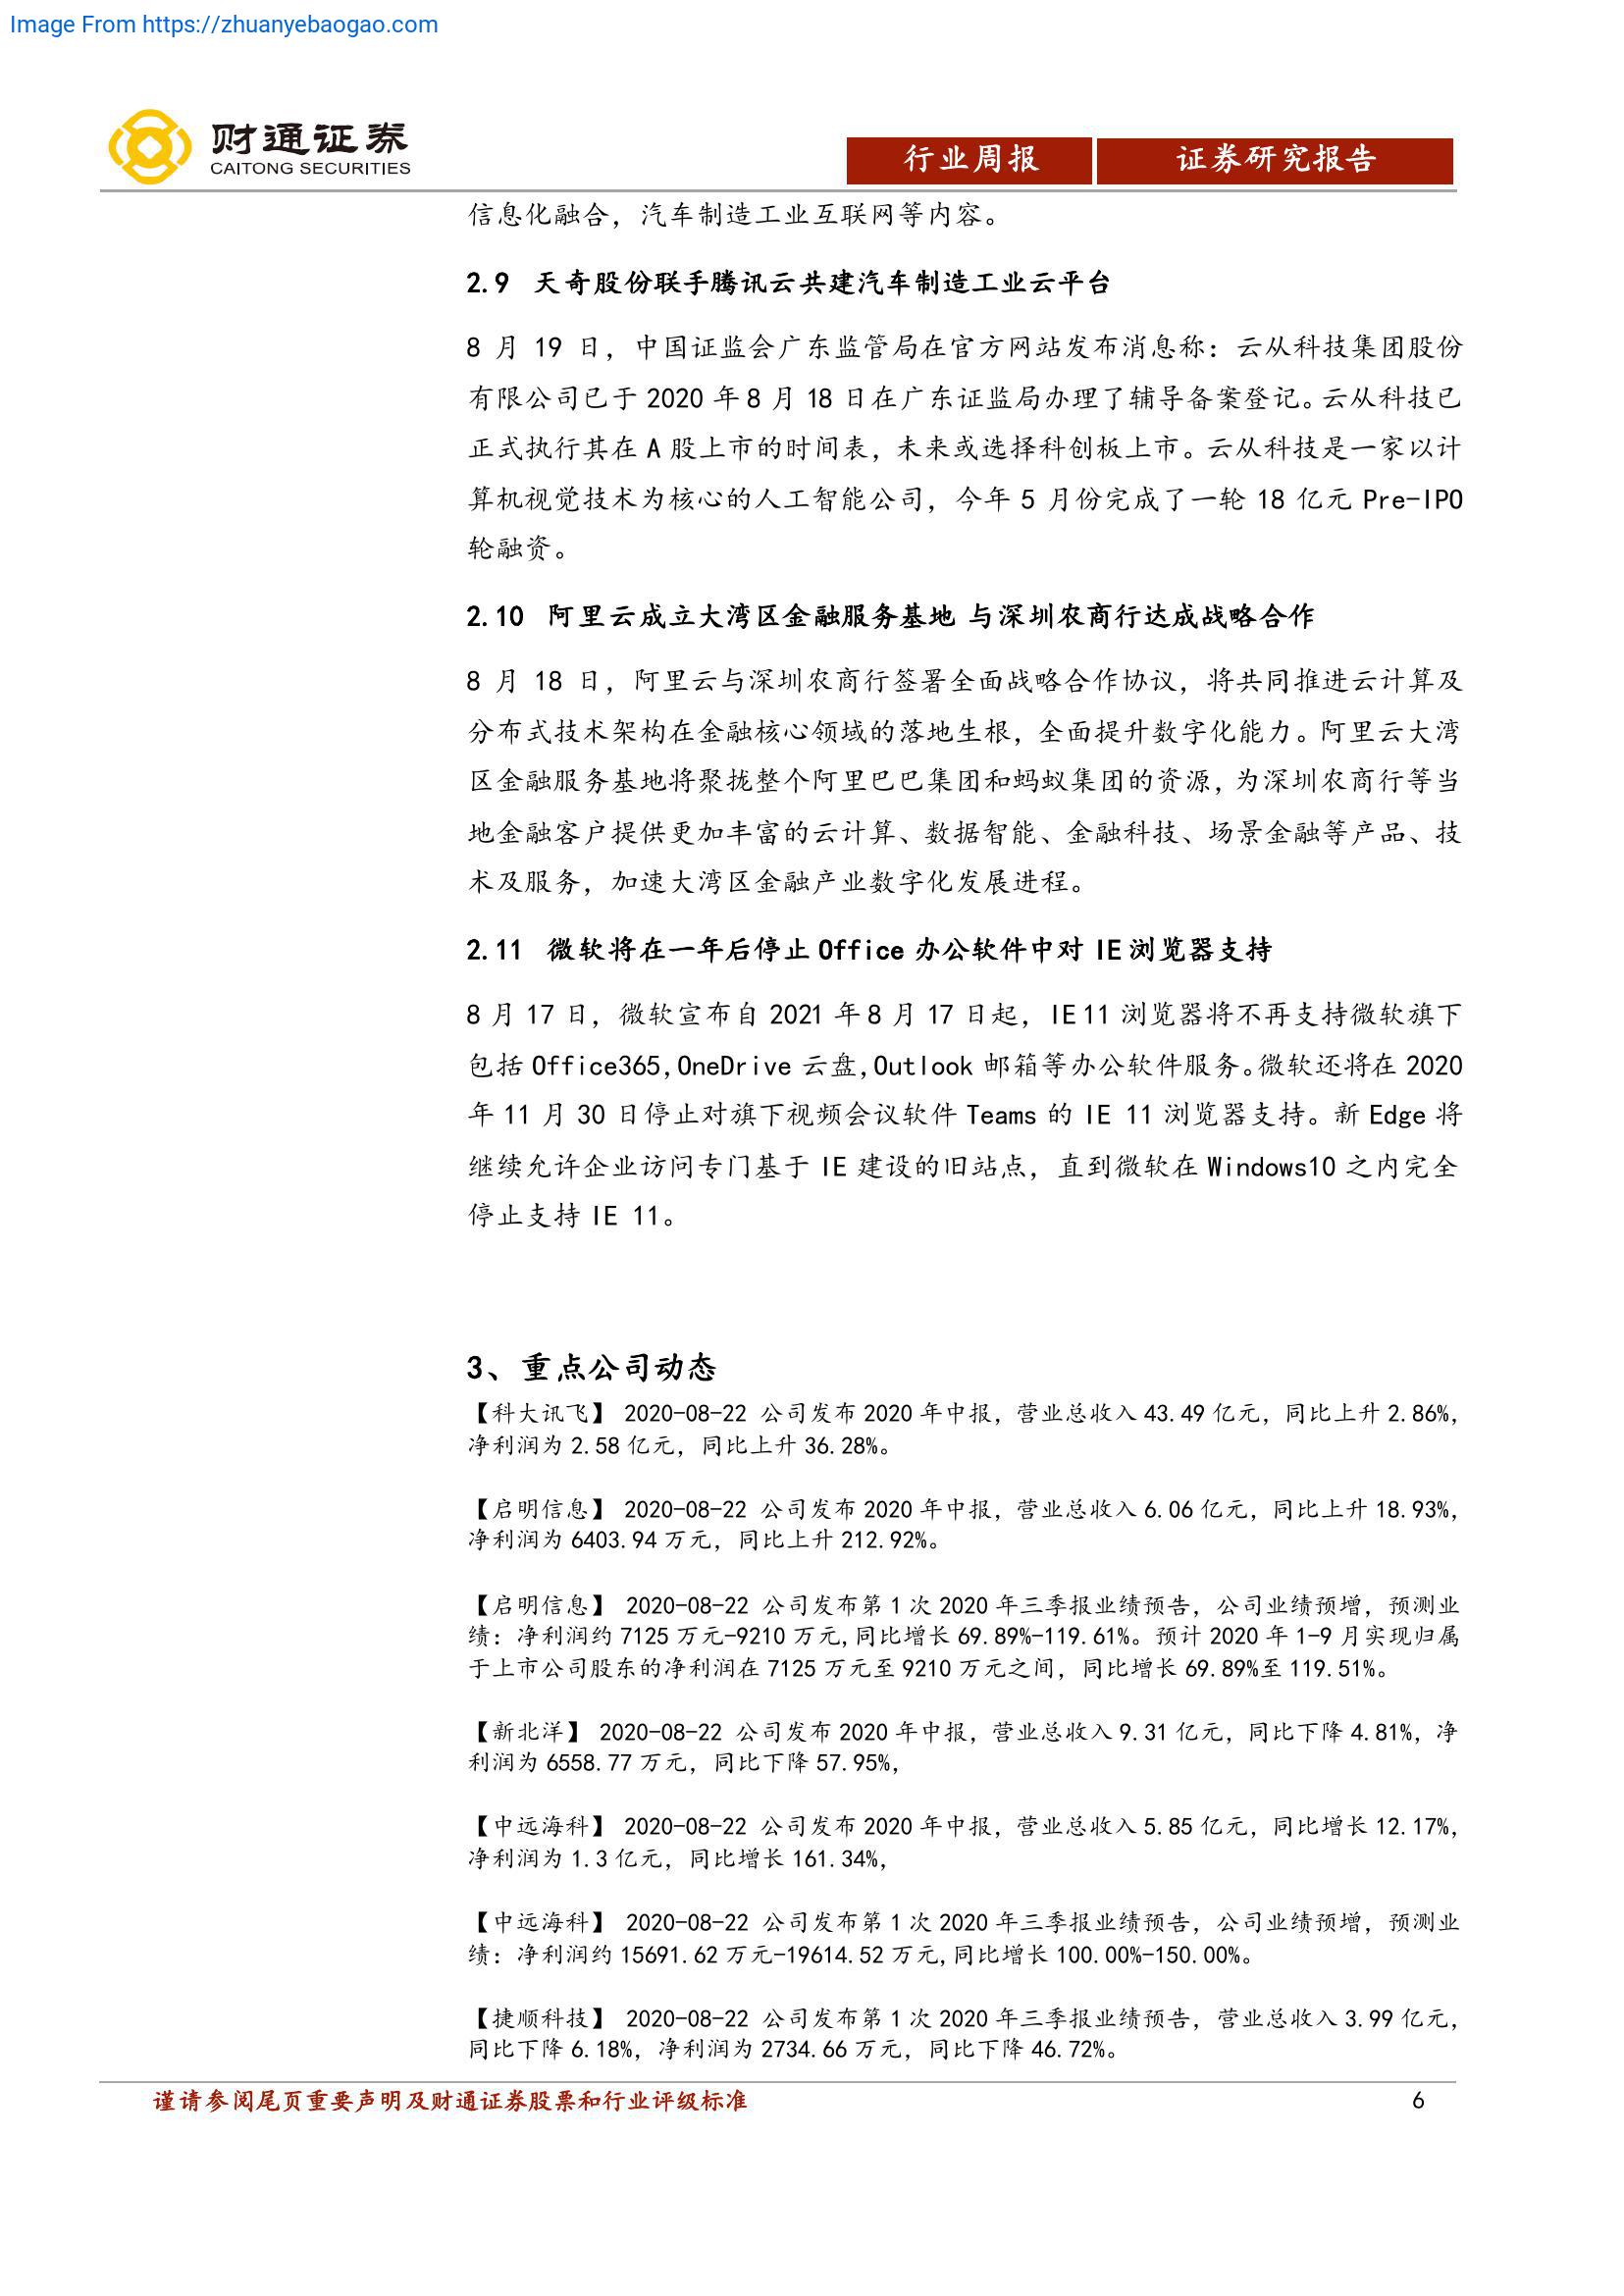 Image From https://zhuanyebaogao.com
财通证券
CAITONG SECURITIES
行业周报
证券研究报告
信息化融合，汽车制造工业互联网等内容。
2.9 天奇股份联手腾讯云共建汽车制造工业云平台
8 月 19 日，中国证监会广东监管局在官方网站发布消息称：云从科技集团股份
有限公司已于 2020 年 8 月 18 日在广东证监局办理了辅导备案登记。云从科技已
正式执行其在 A 股上市的时间表，未来或选择科创板上市。云从科技是一家以计
算机视觉技术为核心的人工智能公司，今年 5 月份完成了一轮 18 亿元 Pre-IPO
轮融资。
2.10 阿里云成立大湾区金融服务基地 与深圳农商行达成战略合作
8 月 18 日，阿里云与深圳农商行签署全面战略合作协议，将共同推进云计算及
分布式技术架构在金融核心领域的落地生根，全面提升数字化能力。阿里云大湾
区金融服务基地将聚拢整个阿里巴巴集团和蚂蚁集团的资源，为深圳农商行等当
地金融客户提供更加丰富的云计算、数据智能、金融科技、场景金融等产品、技
术及服务，加速大湾区金融产业数字化发展进程。
2.11 微软将在一年后停止 Office 办公软件中对 IE 浏览器支持
8 月 17 日，微软宣布自 2021 年 8 月 17 日起，IE 11 浏览器将不再支持微软旗下
包括 Office365,OneDrive 云盘,Outlook 邮箱等办公软件服务。微软还将在 2020
年 11 月 30 日停止对旗下视频会议软件 Teams 的 IE 11 浏览器支持。新 Edge 将
继续允许企业访问专门基于 IE 建设的旧站点，直到微软在 Windows10 之内完全
停止支持 IE 11。
3、重点公司动态
【科大讯飞】 2020-08-22 公司发布 2020 年中报，营业总收入 43.49 亿元，同比上升 2.86%，
净利润为 2.58 亿元，同比上升 36.28%。
【启明信息】 2020-08-22 公司发布 2020 年中报，营业总收入 6.06 亿元，同比上升 18.93%，
净利润为 6403.94 万元，同比上升 212.92%。
【启明信息】 2020-08-22 公司发布第 1 次 2020 年三季报业绩预告，公司业绩预增，预测业
绩：净利润约 7125 万元-9210 万元,同比增长 69.89%-119.61%。预计 2020 年 1-9 月实现归属
于上市公司股东的净利润在 7125 万元至 9210 万元之间，同比增长 69.89%至 119.51%。
【新北洋】 2020-08-22 公司发布 2020 年中报，营业总收入 9.31 亿元，同比下降 4.81%，净
利润为 6558.77 万元，同比下降 57.95%，
【中远海科】 2020-08-22 公司发布 2020 年中报，营业总收入 5.85 亿元，同比增长 12.17%，
净利润为 1.3 亿元，同比增长 161.34%，
【中远海科】 2020-08-22 公司发布第 1 次 2020 年三季报业绩预告，公司业绩预增，预测业
绩：净利润约 15691.62 万元-19614.52 万元,同比增长 100.00%-150.00%。
【捷顺科技】 2020-08-22 公司发布第 1 次 2020 年三季报业绩预告，营业总收入 3.99 亿元，
同比下降 6.18%，净利润为 2734.66 万元，同比下降 46.72%。
谨请参阅尾页重要声明及财通证券股票和行业评级标准
6